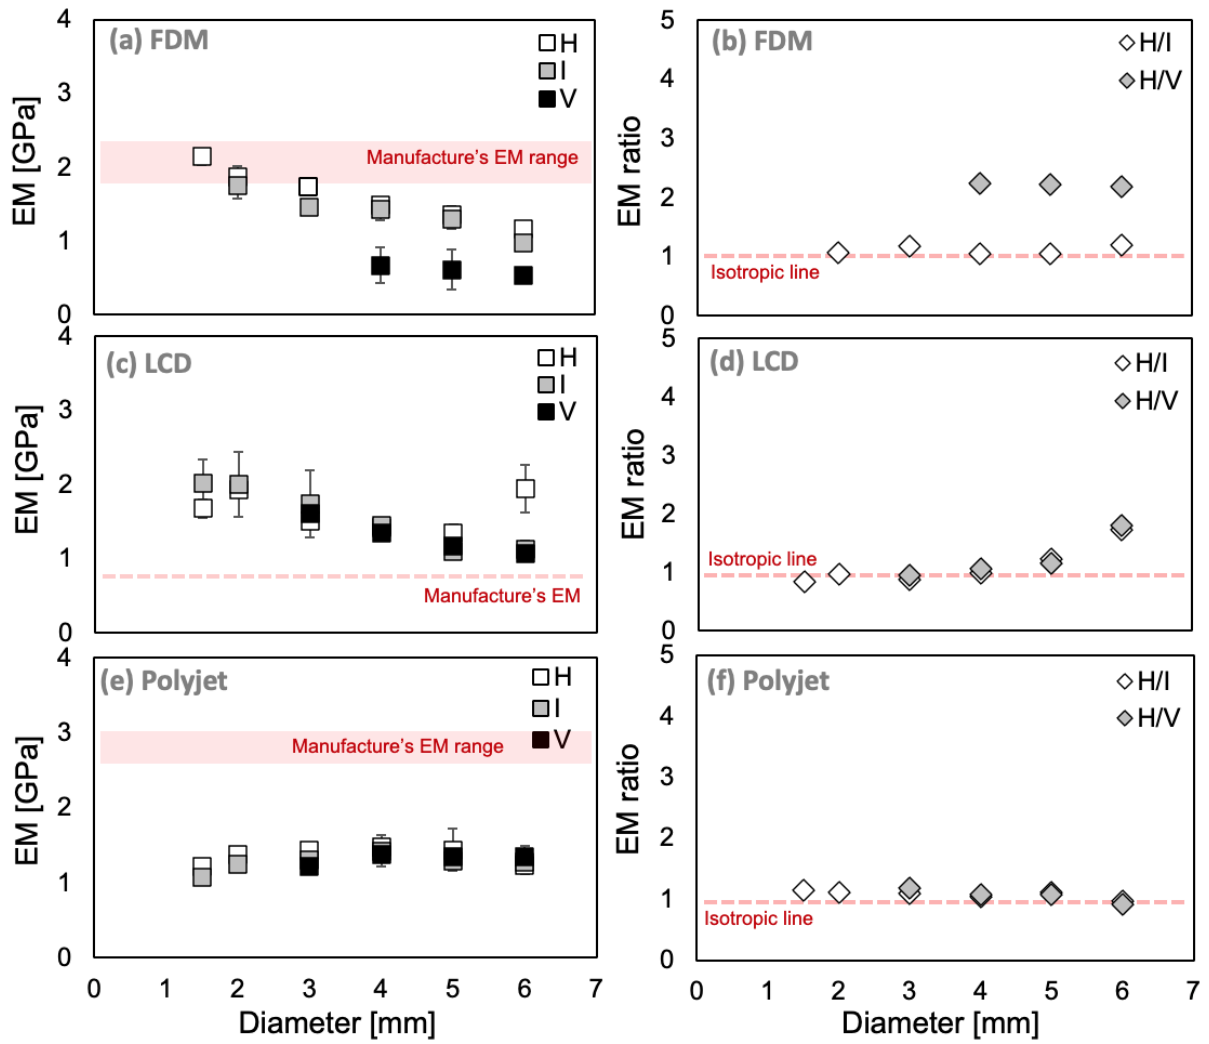 (a) FDM
H
I
V
Manufacture's EM range
EM [GPa]
4
3
2
1
0
(b) FDM
H/I
H/V
Isotropic line
EM ratio
5
4
3
2
1
0
(c) LCD
H
I
V
Manufacture's EM
EM [GPa]
4
3
2
1
0
(d) LCD
H/I
H/V
Isotropic line
EM ratio
5
4
3
2
1
0
(e) Polyjet
H
I
V
Manufacture's EM range
EM [GPa]
4
3
2
1
0
0 1 2 3 4 5 6 7
Diameter [mm]
(f) Polyjet
H/I
H/V
Isotropic line
EM ratio
5
4
3
2
1
0
0 1 2 3 4 5 6 7
Diameter [mm]